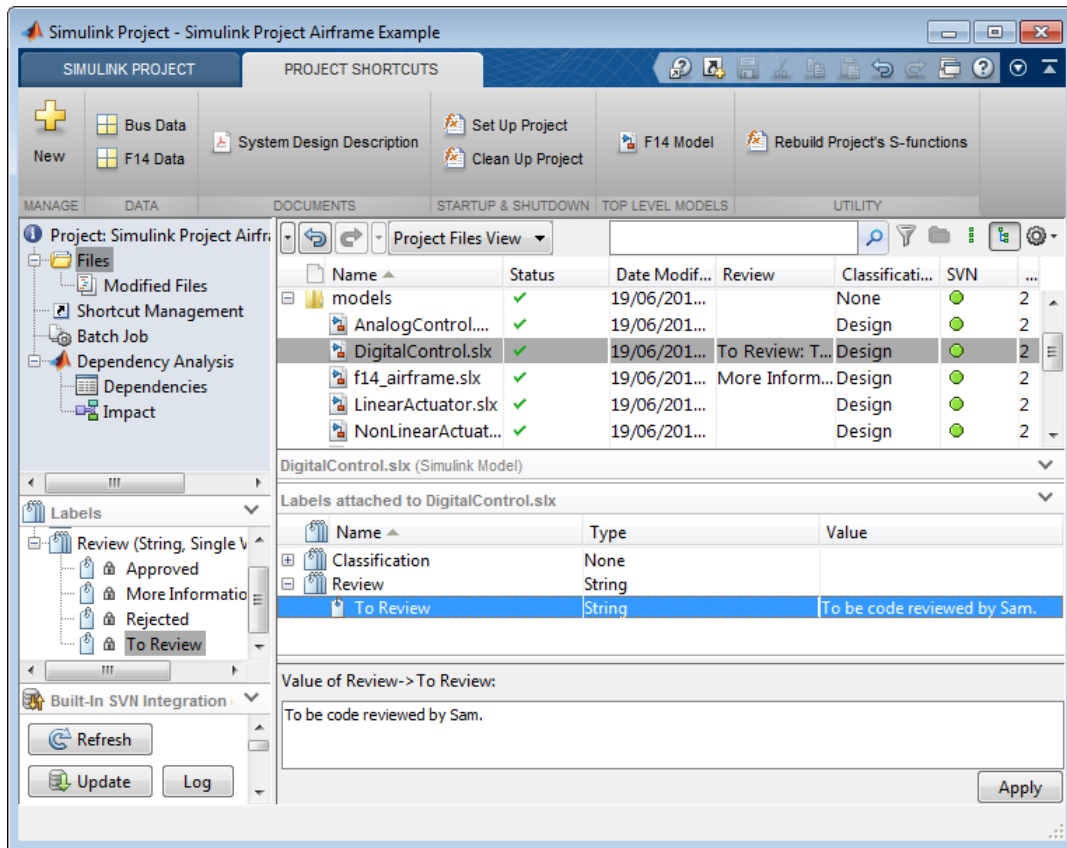 Simulink Project - Simulink Project Airframe Example
SIMULINK PROJECT
PROJECT SHORTCUTS
New
Bus Data
F14 Data
System Design Description
Set Up Project
Clean Up Project
F14 Model
Rebuild Project's S-functions
MANAGE
DATA
DOCUMENTS
STARTUP & SHUTDOWN
TOP LEVEL MODELS
UTILITY
Project: Simulink Project Airfr
Files
Modified Files
Shortcut Management
Batch Job
Dependency Analysis
Dependencies
Impact
Labels
Review (String, Single V
Approved
More Informatio
Rejected
To Review
Built-In SVN Integration
Refresh
Update
Log
Project Files View
Name Status Date Modif... Review Classificati... SVN ...
models 19/06/201... None 2
AnalogControl.... 19/06/201... Design 2
DigitalControl.slx 19/06/201... To Review: T... Design 2
f14_airframe.slx 19/06/201... More Inform... Design 2
LinearActuator.slx 19/06/201... Design 2
NonLinearActuat... 19/06/201... Design 2
DigitalControl.slx (Simulink Model)
Labels attached to DigitalControl.slx
Name Type Value
Classification None
Review String
To Review String To be code reviewed by Sam.
Value of Review->To Review:
To be code reviewed by Sam.
Apply